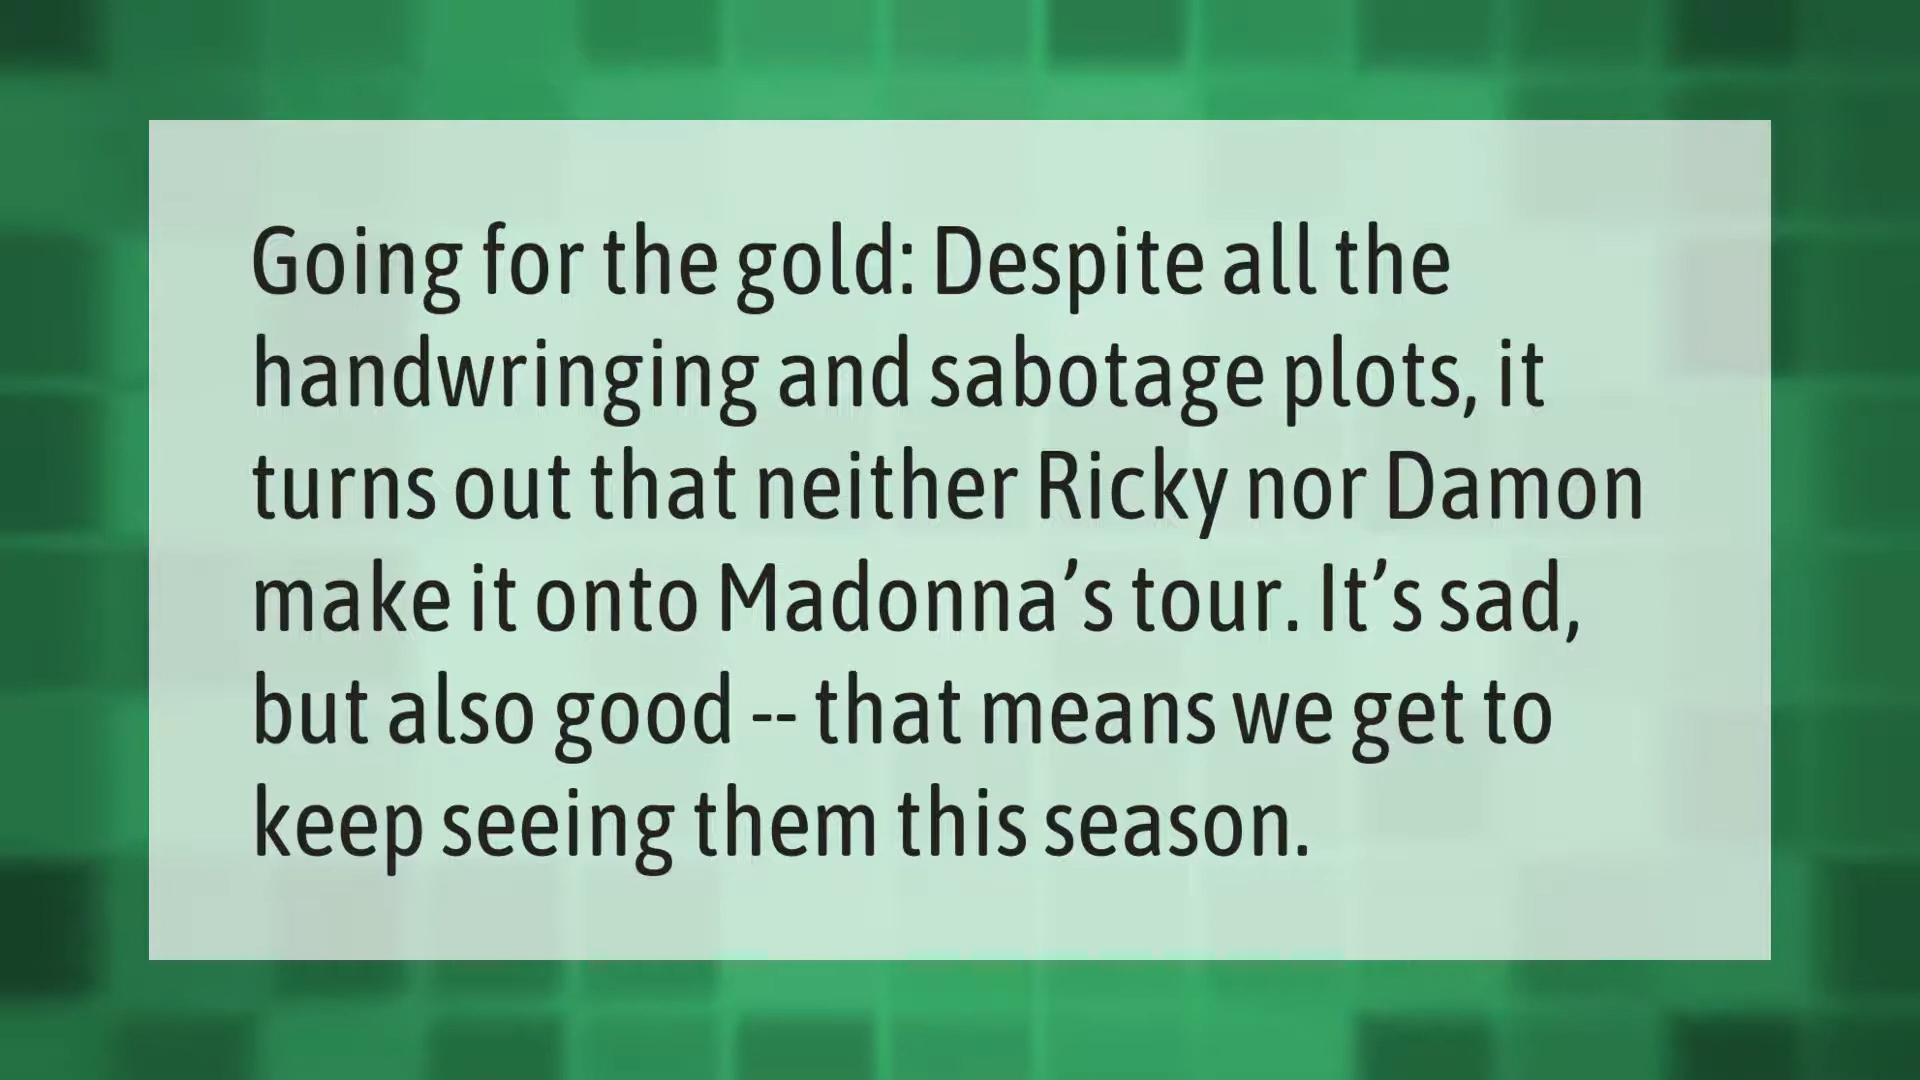 Going for the gold: Despite all the
handwringing and sabotage plots, it
turns out that neither Ricky nor Damon
make it onto Madonna’s tour. It’s sad,
but also good -- that means we get to
keep seeing them this season.